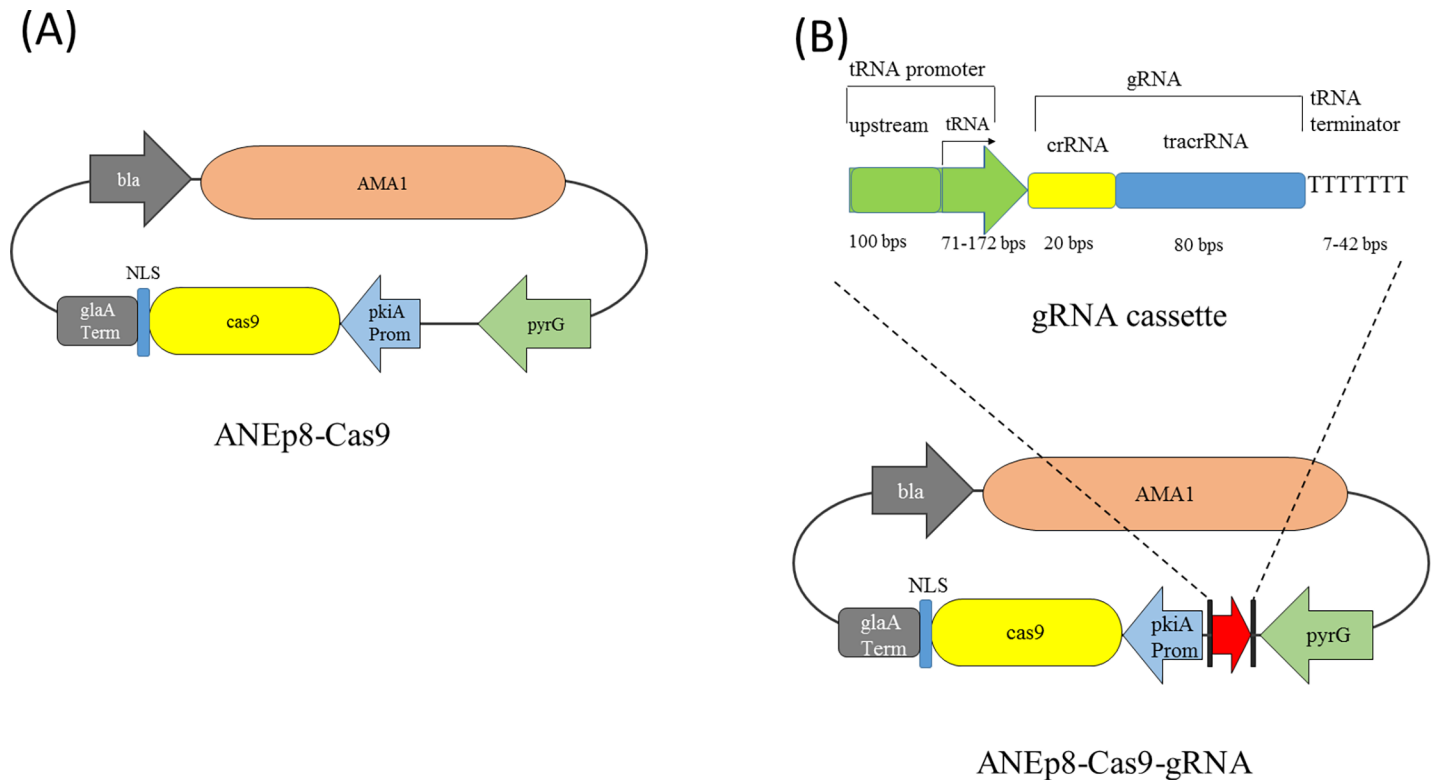 (A)
bla
AMA1
NLS
glaA
Term
cas9
pkiA
Prom
pyrG
ANEp8-Cas9
(B)
tRNA promoter
gRNA
upstream
tRNA
tRNA
terminator
crRNA
tracrRNA
TTTTTTT
100 bps
71-172 bps
20 bps
80 bps
7-42 bps
gRNA cassette
bla
AMA1
NLS
glaA
Term
cas9
pkiA
Prom
pyrG
ANEp8-Cas9-gRNA